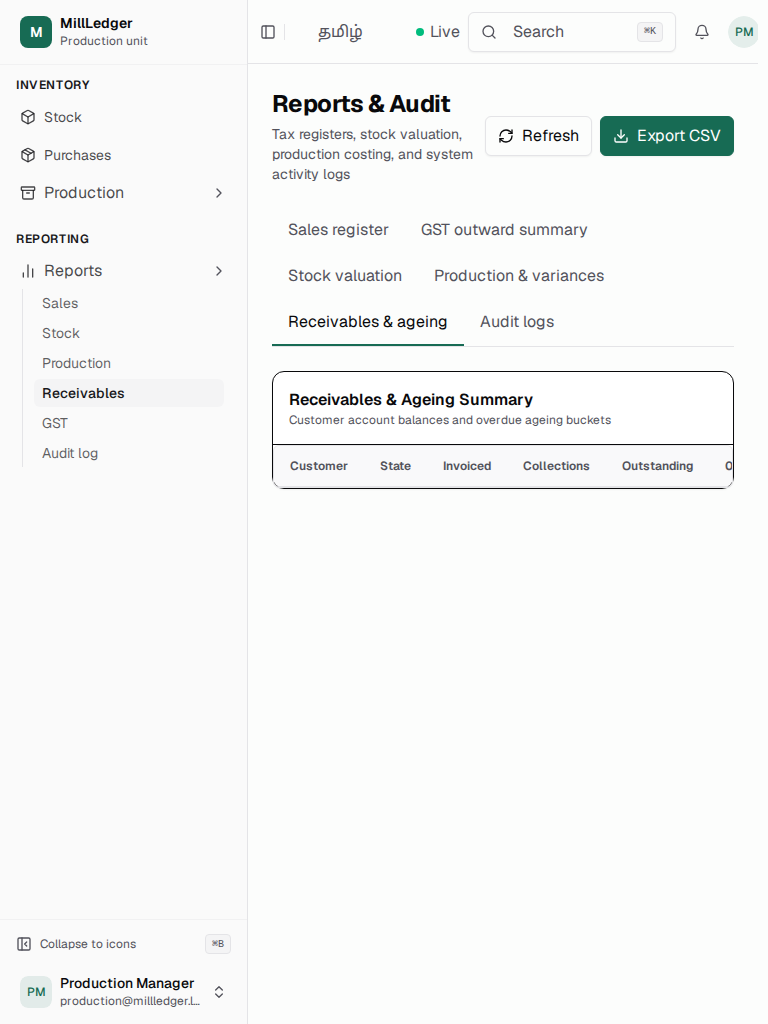 MillLedger
Production unit
INVENTORY
Stock
Purchases
Production
REPORTING
Reports
Sales
Stock
Production
Receivables
GST
Audit log
Collapse to icons
⌘B
PM
Production Manager
production@millledger.l...
தமிழ்
Live
Search
⌘K
PM
Reports & Audit
Tax registers, stock valuation,
production costing, and system
activity logs
Refresh
Export CSV
Sales register
GST outward summary
Stock valuation
Production & variances
Receivables & ageing
Audit logs
Receivables & Ageing Summary
Customer account balances and overdue ageing buckets
Customer State Invoiced Collections Outstanding